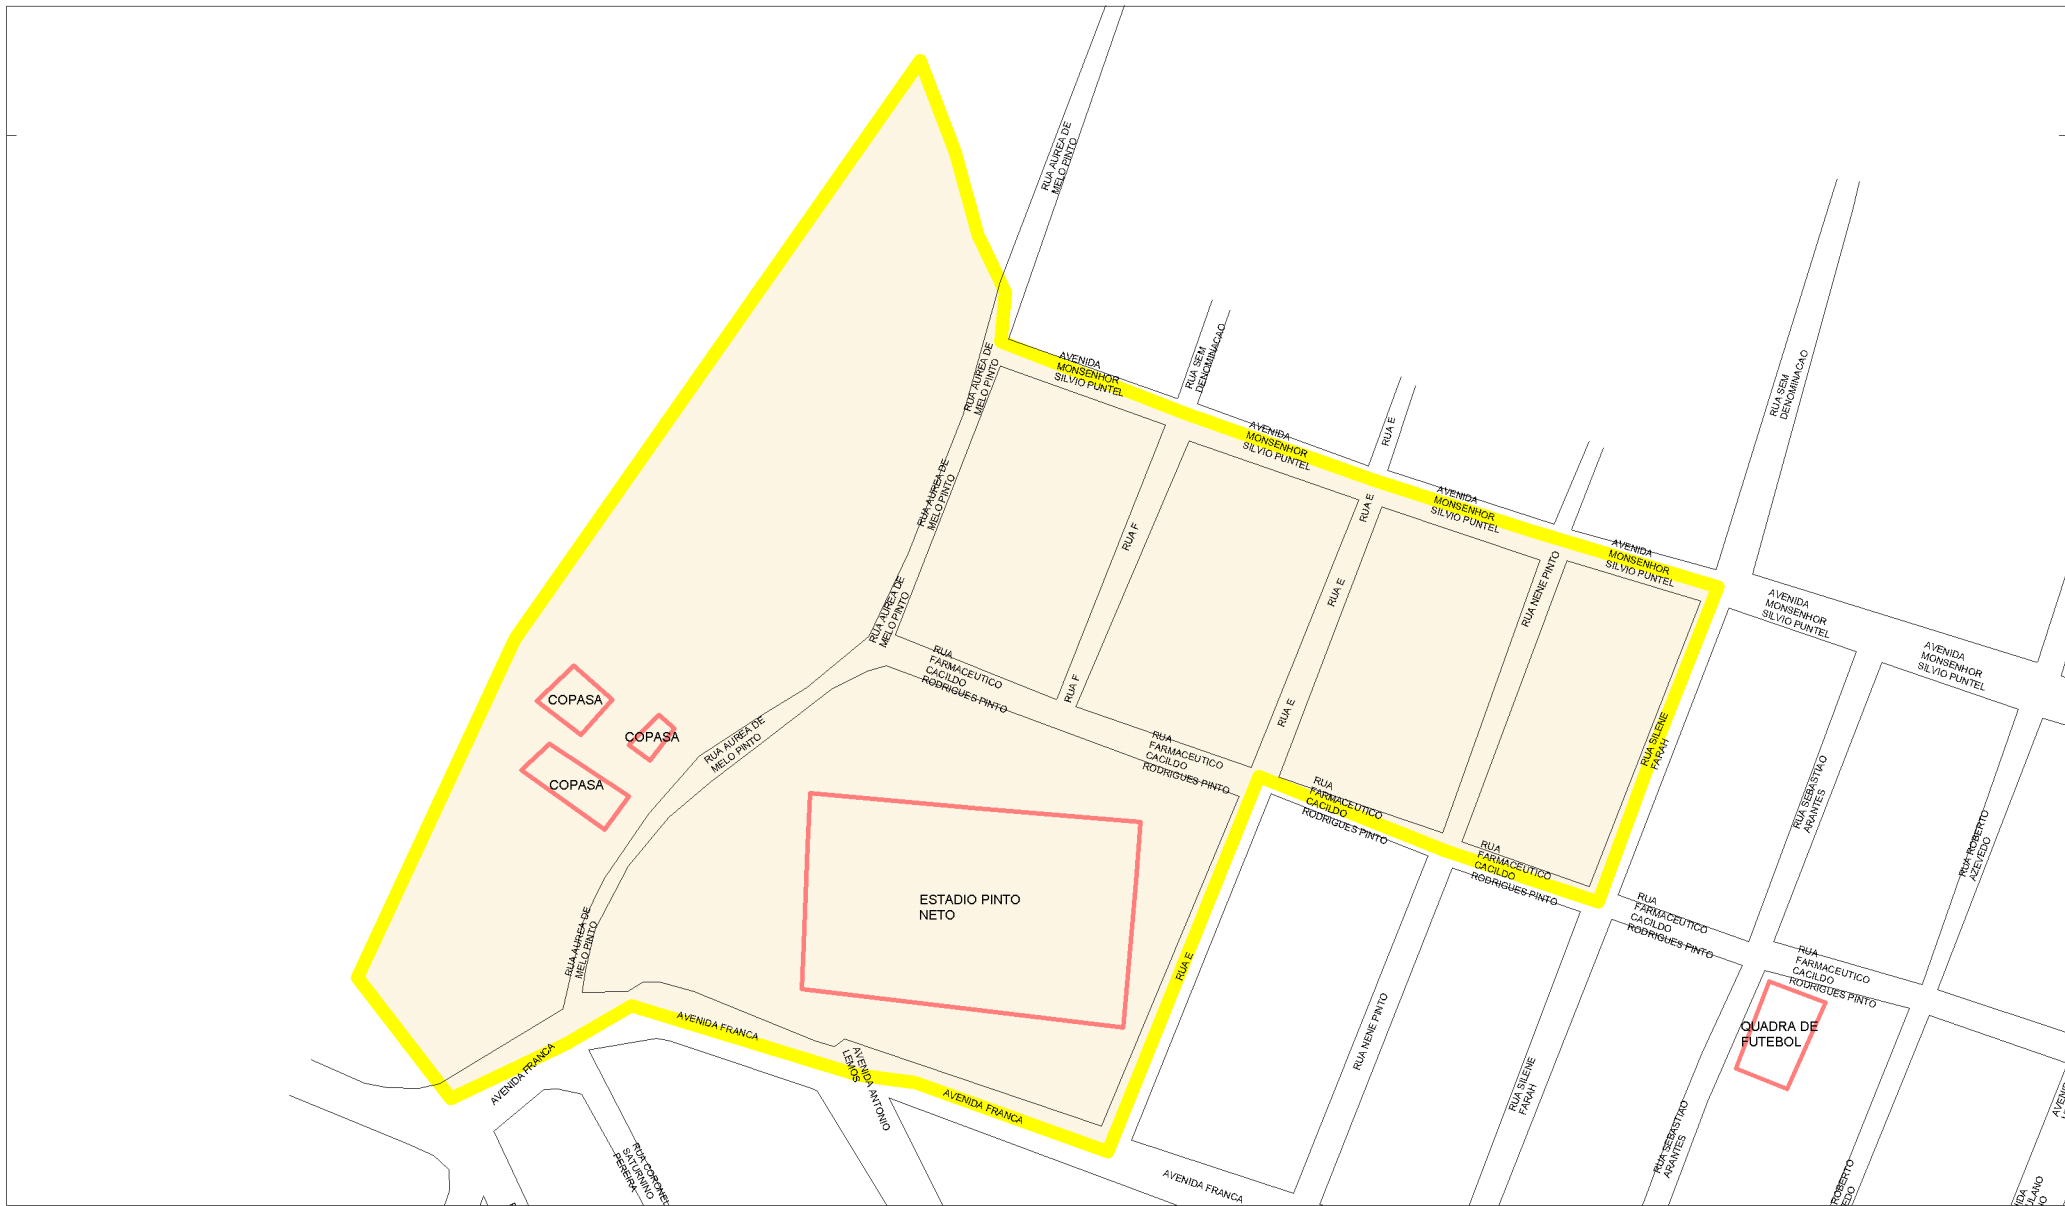 RUA AUREA DE
MELO PINTO
RUA SEM
DENOMINACAO
RUA AUREA DE
MELO PINTO
AVENIDA
MONSENHOR
SILVIO PUNTEL
RUA SEM
DENOMINACAO
RUA E
AVENIDA
MONSENHOR
SILVIO PUNTEL
RUA AUREA DE
MELO PINTO
RUA F
RUA E
AVENIDA
MONSENHOR
SILVIO PUNTEL
AVENIDA
MONSENHOR
SILVIO PUNTEL
RUA AUREA DE
MELO PINTO
RUA E
RUA NENE PINTO
AVENIDA
MONSENHOR
SILVIO PUNTEL
RUA
FARMACEUTICO
CACILDO
RODRIGUES PINTO
RUA F
RUA E
AVENIDA
MONSENHOR
SILVIO PUNTEL
COPASA
COPASA
COPASA
RUA AUREA DE
MELO PINTO
RUA
FARMACEUTICO
CACILDO
RODRIGUES PINTO
RUA SILENE
FARAH
RUA
FARMACEUTICO
CACILDO
RODRIGUES PINTO
RUA SEBASTIAO
ARANTES
RUA ROBERTO
AZEVEDO
RUA
FARMACEUTICO
CACILDO
RODRIGUES PINTO
ESTADIO PINTO
NETO
RUA
FARMACEUTICO
CACILDO
RODRIGUES PINTO
RUA AUREA DE
MELO PINTO
RUA E
RUA
FARMACEUTICO
CACILDO
RODRIGUES PINTO
QUADRA DE
FUTEBOL
AVENIDA FRANCA
AVENIDA FRANCA
AVENIDA ANTONIO
LEMOS
AVENIDA FRANCA
RUA NENE PINTO
RUA SILENE
FARAH
RUA SEBASTIAO
ARANTES
RUA CORONEL
SATURNINO
PEREIRA
AVENIDA FRANCA
ROBERTO